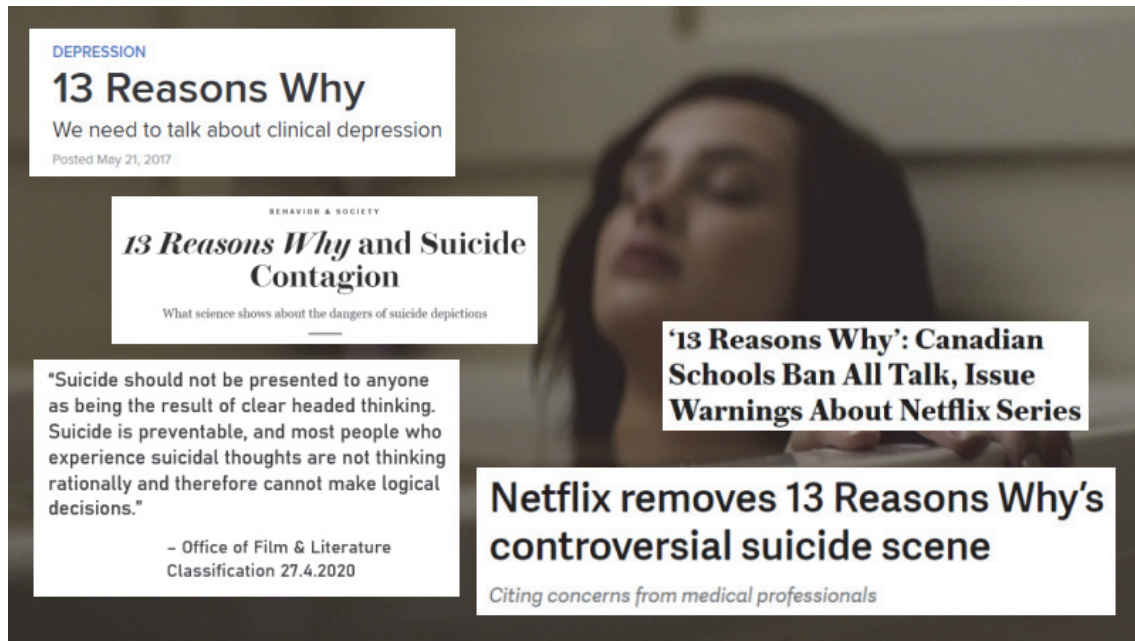 DEPRESSION
13 Reasons Why
We need to talk about clinical depression
Posted May 21, 2017
BEHAVIOR & SOCIETY
13 Reasons Why and Suicide
Contagion
What science shows about the dangers of suicide depictions
"Suicide should not be presented to anyone
as being the result of clear headed thinking.
Suicide is preventable, and most people who
experience suicidal thoughts are not thinking
rationally and therefore cannot make logical
decisions."
– Office of Film & Literature
Classification 27.4.2020
‘13 Reasons Why’: Canadian
Schools Ban All Talk, Issue
Warnings About Netflix Series
Netflix removes 13 Reasons Why’s
controversial suicide scene
Citing concerns from medical professionals